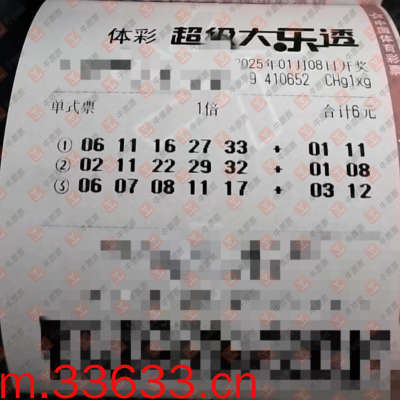 体彩 超级大乐透
2025年01月08日开奖
9 410652 CHg1xg
单式票 1倍 合计6元
① 06 11 16 27 33 + 01 11
② 02 11 22 29 32 + 01 08
③ 06 07 08 11 17 + 03 12
m.33633.cn